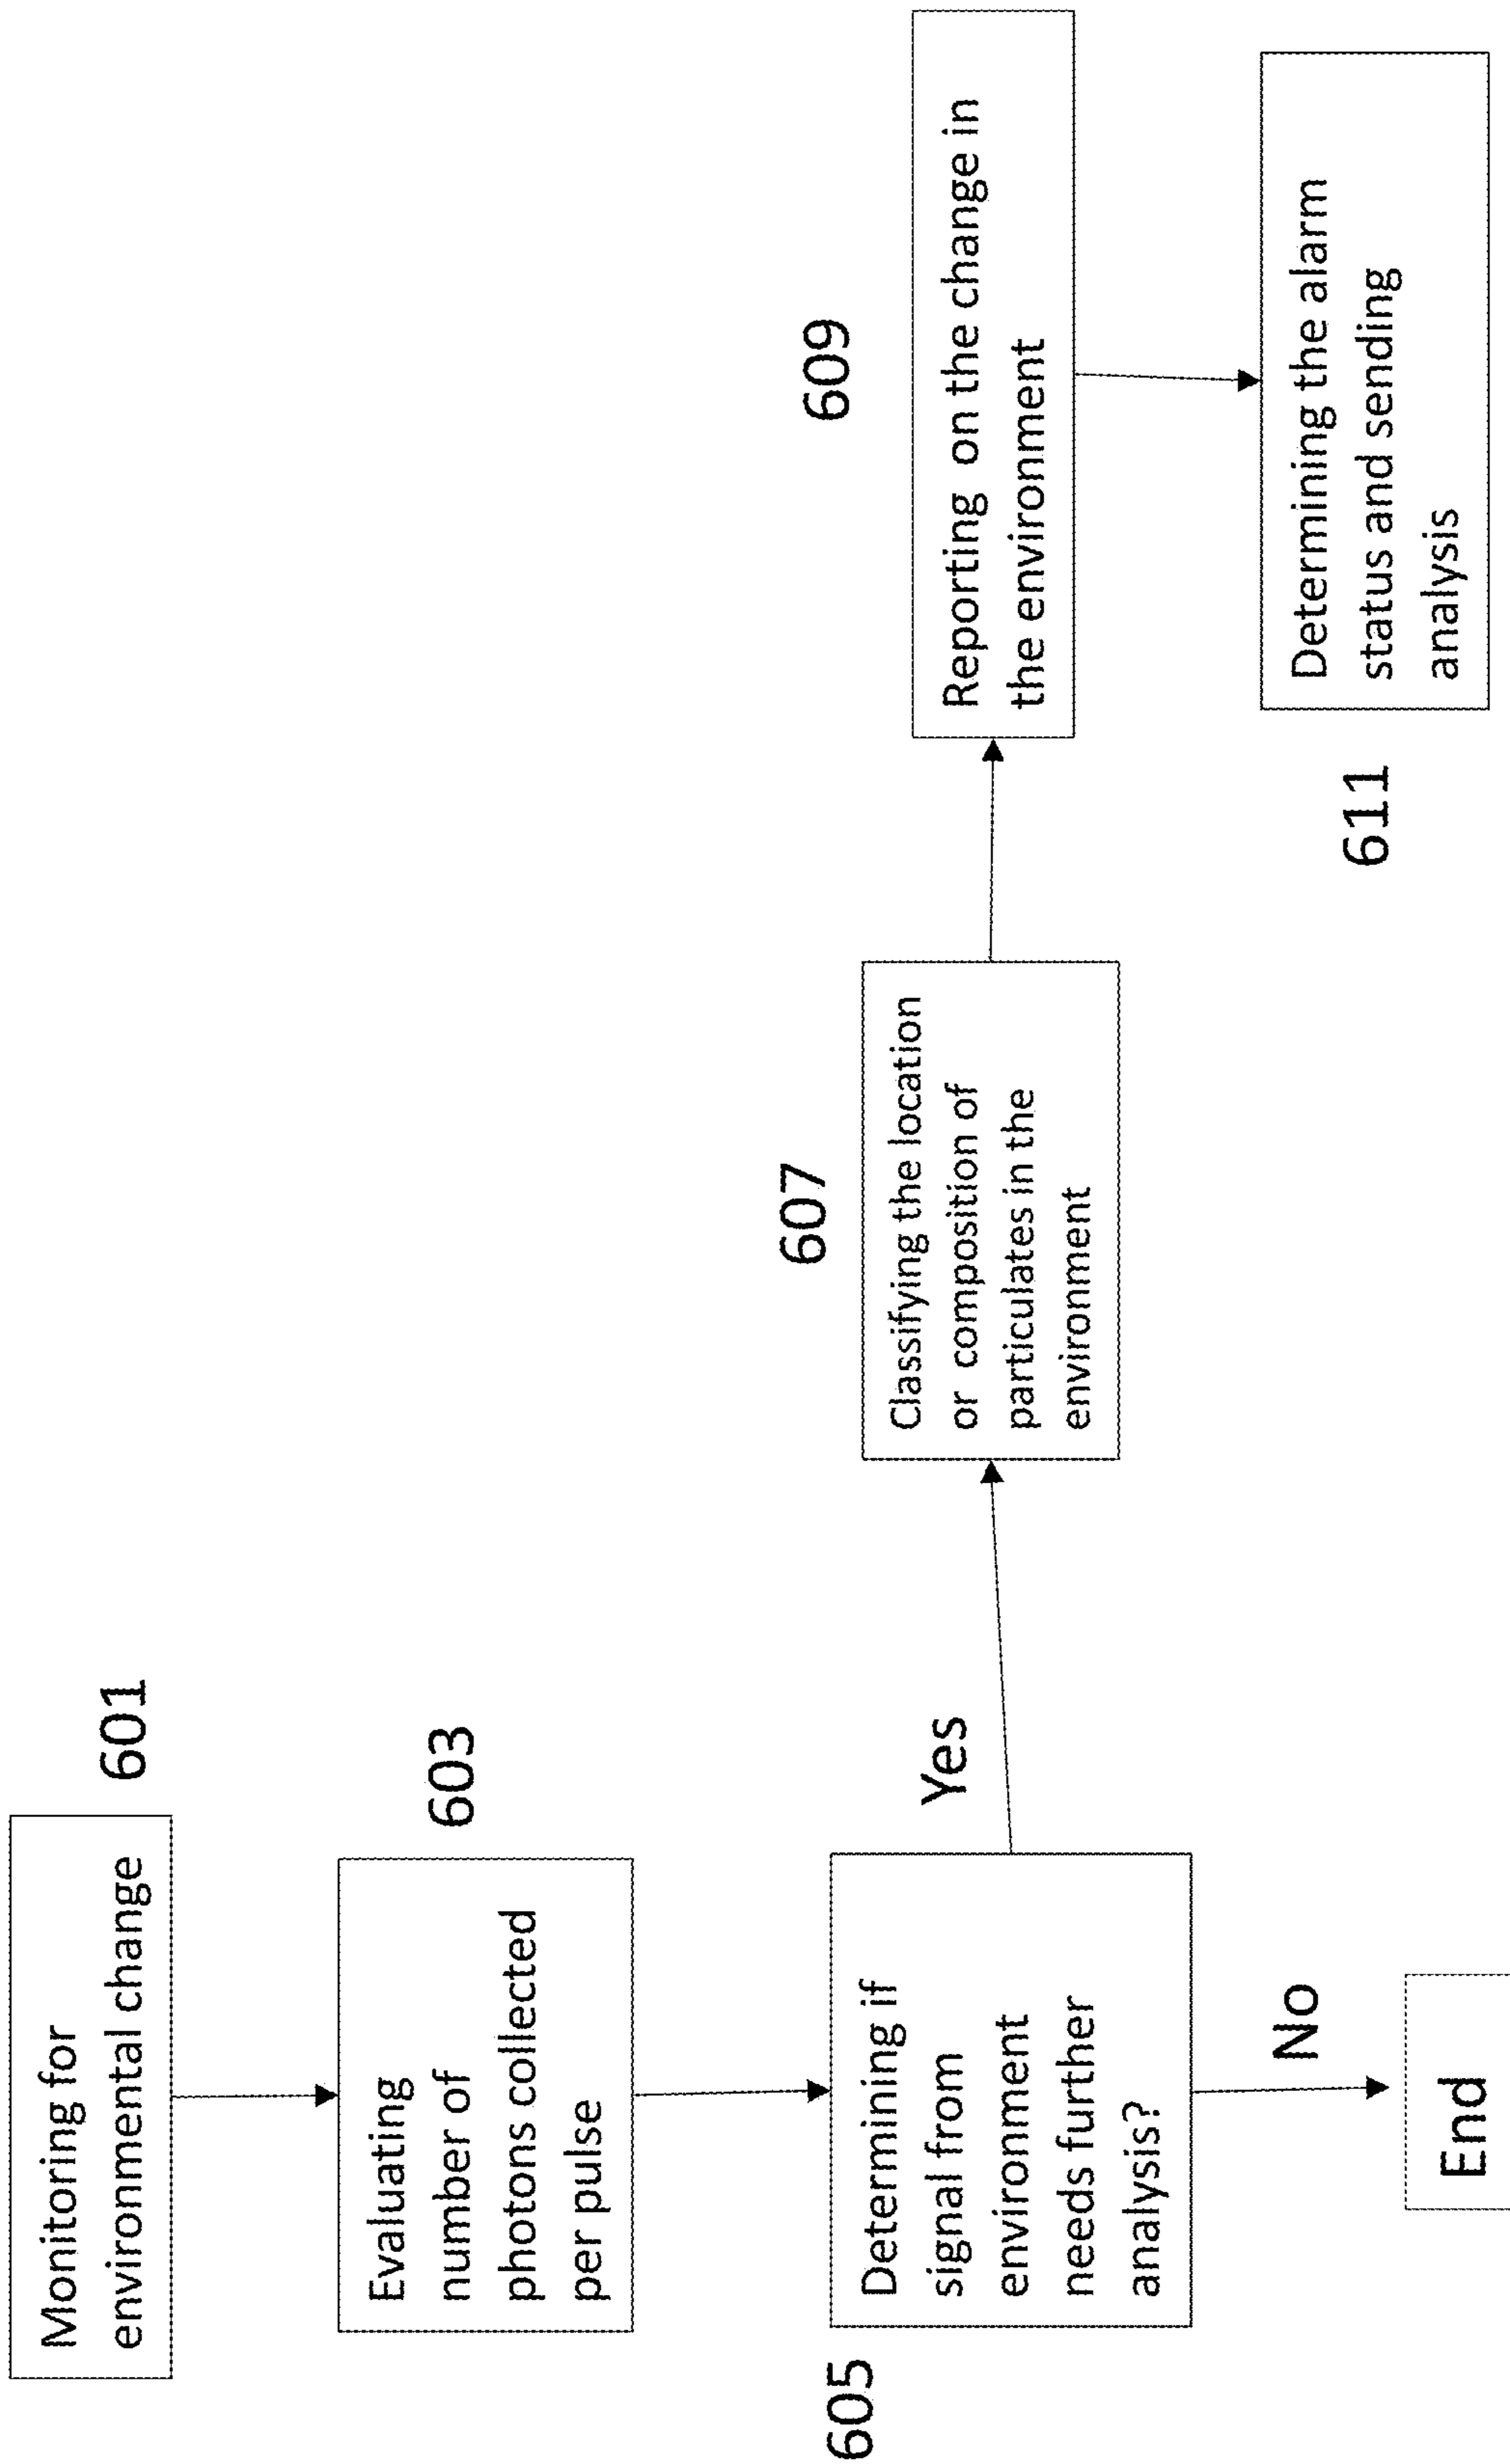 Monitoring for
environmental change
601
Evaluating
number of
photons collected
per pulse
603
605
Determining if
signal from
environment
needs further
analysis?
Yes
No
End
607
Classifying the location
or composition of
particulates in the
environment
609
Reporting on the change in
the environment
611
Determining the alarm
status and sending
analysis